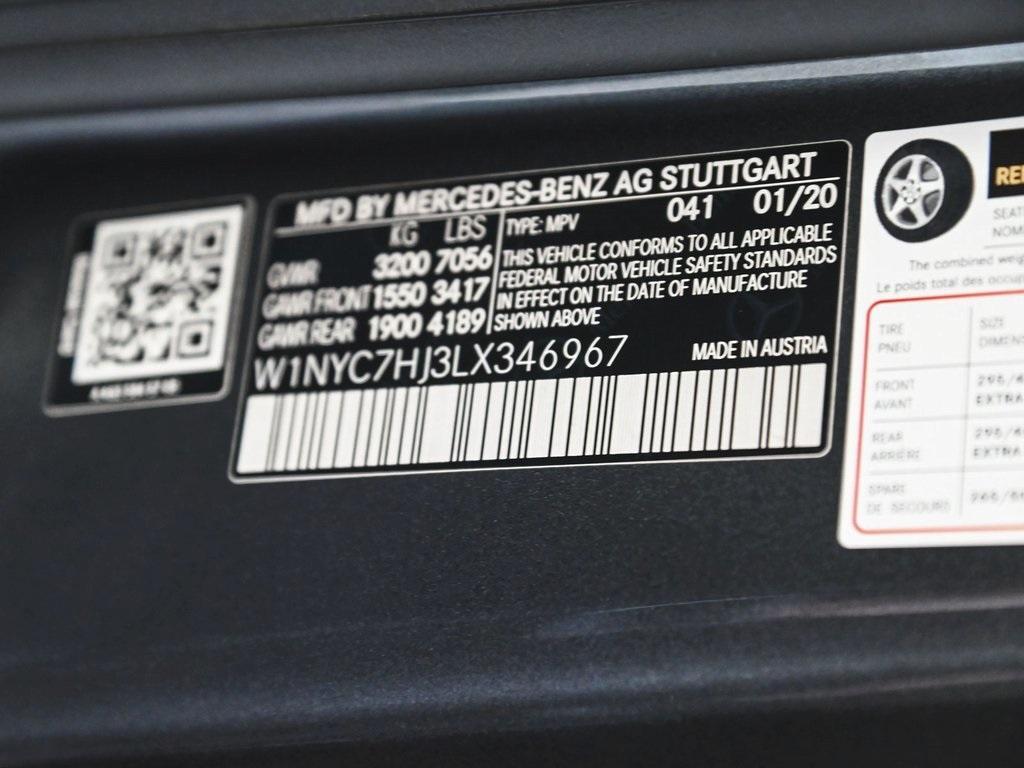 MFD BY MERCEDES-BENZ AG STUTTGART
041 01/20
KG LBS
GVWR 3200 7056
GAWR FRONT 1550 3417
GAWR REAR 1900 4189
TYPE: MPV
THIS VEHICLE CONFORMS TO ALL APPLICABLE
FEDERAL MOTOR VEHICLE SAFETY STANDARDS
IN EFFECT ON THE DATE OF MANUFACTURE
SHOWN ABOVE
W1NYC7HJ3LX346967
MADE IN AUSTRIA
The combined
Le poids total des
TIRE
PNEU
SIZE
FRONT
AVANT
EXTRA
REAR
ARRIÈRE
EXTRA
SPARE
DE SECOURS